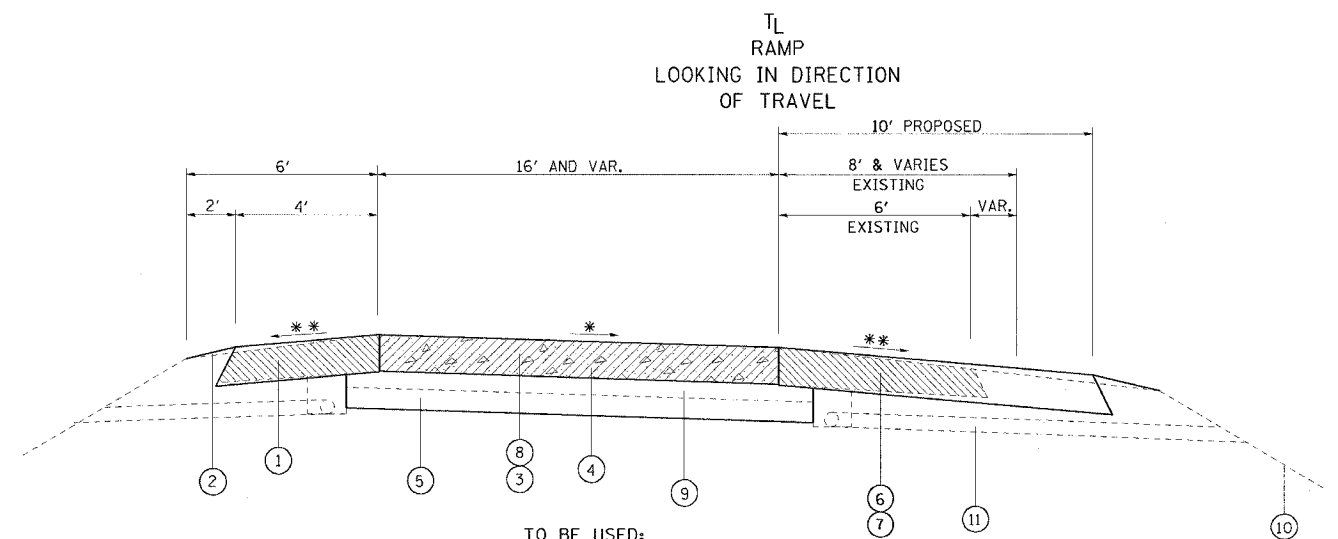 TL
RAMP
LOOKING IN DIRECTION
OF TRAVEL
10' PROPOSED
6'
16' AND VAR.
8' & VARIES
EXISTING
2'
4'
6'
EXISTING
VAR.
**
*
**
1
2
5
8
3
4
9
6
7
11
10
TO BE USED: